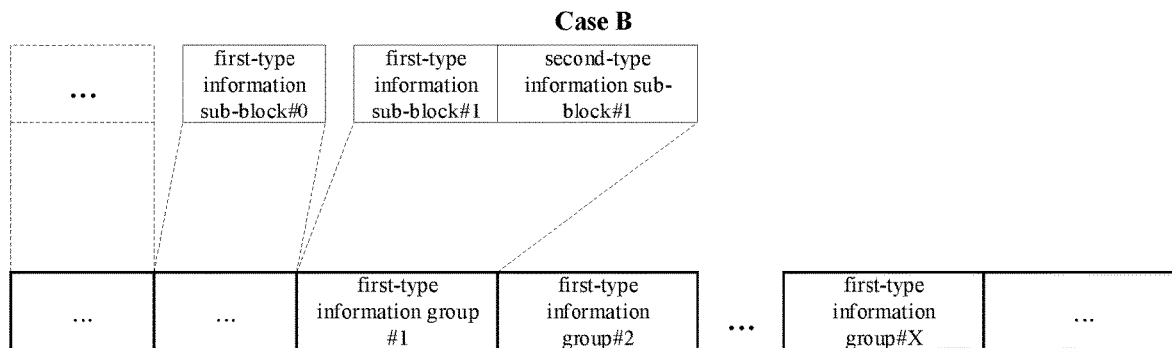 Case B
...
first-type
information
sub-block#0
first-type
information
sub-block#1
second-type
information sub-
block#1
...
...
first-type
information group
#1
first-type
information
group#2
...
first-type
information
group#X
...